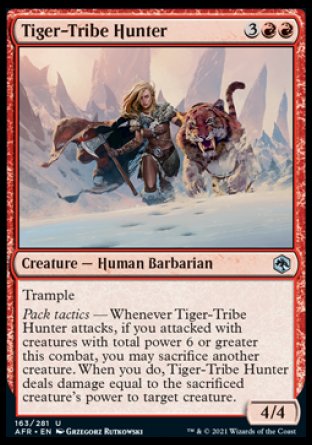 Tiger-Tribe Hunter 3
Creature — Human Barbarian
Trample
Pack tactics — Whenever Tiger-Tribe
Hunter attacks, if you attacked with
creatures with total power 6 or greater
this combat, you may sacrifice another
creature. When you do, Tiger-Tribe Hunter
deals damage equal to the sacrificed
creature's power to target creature.
4/4
163/281 U
AFR • EN GRZEGORZ RUTKOWSKI
™ & © 2021 Wizards of the Coast